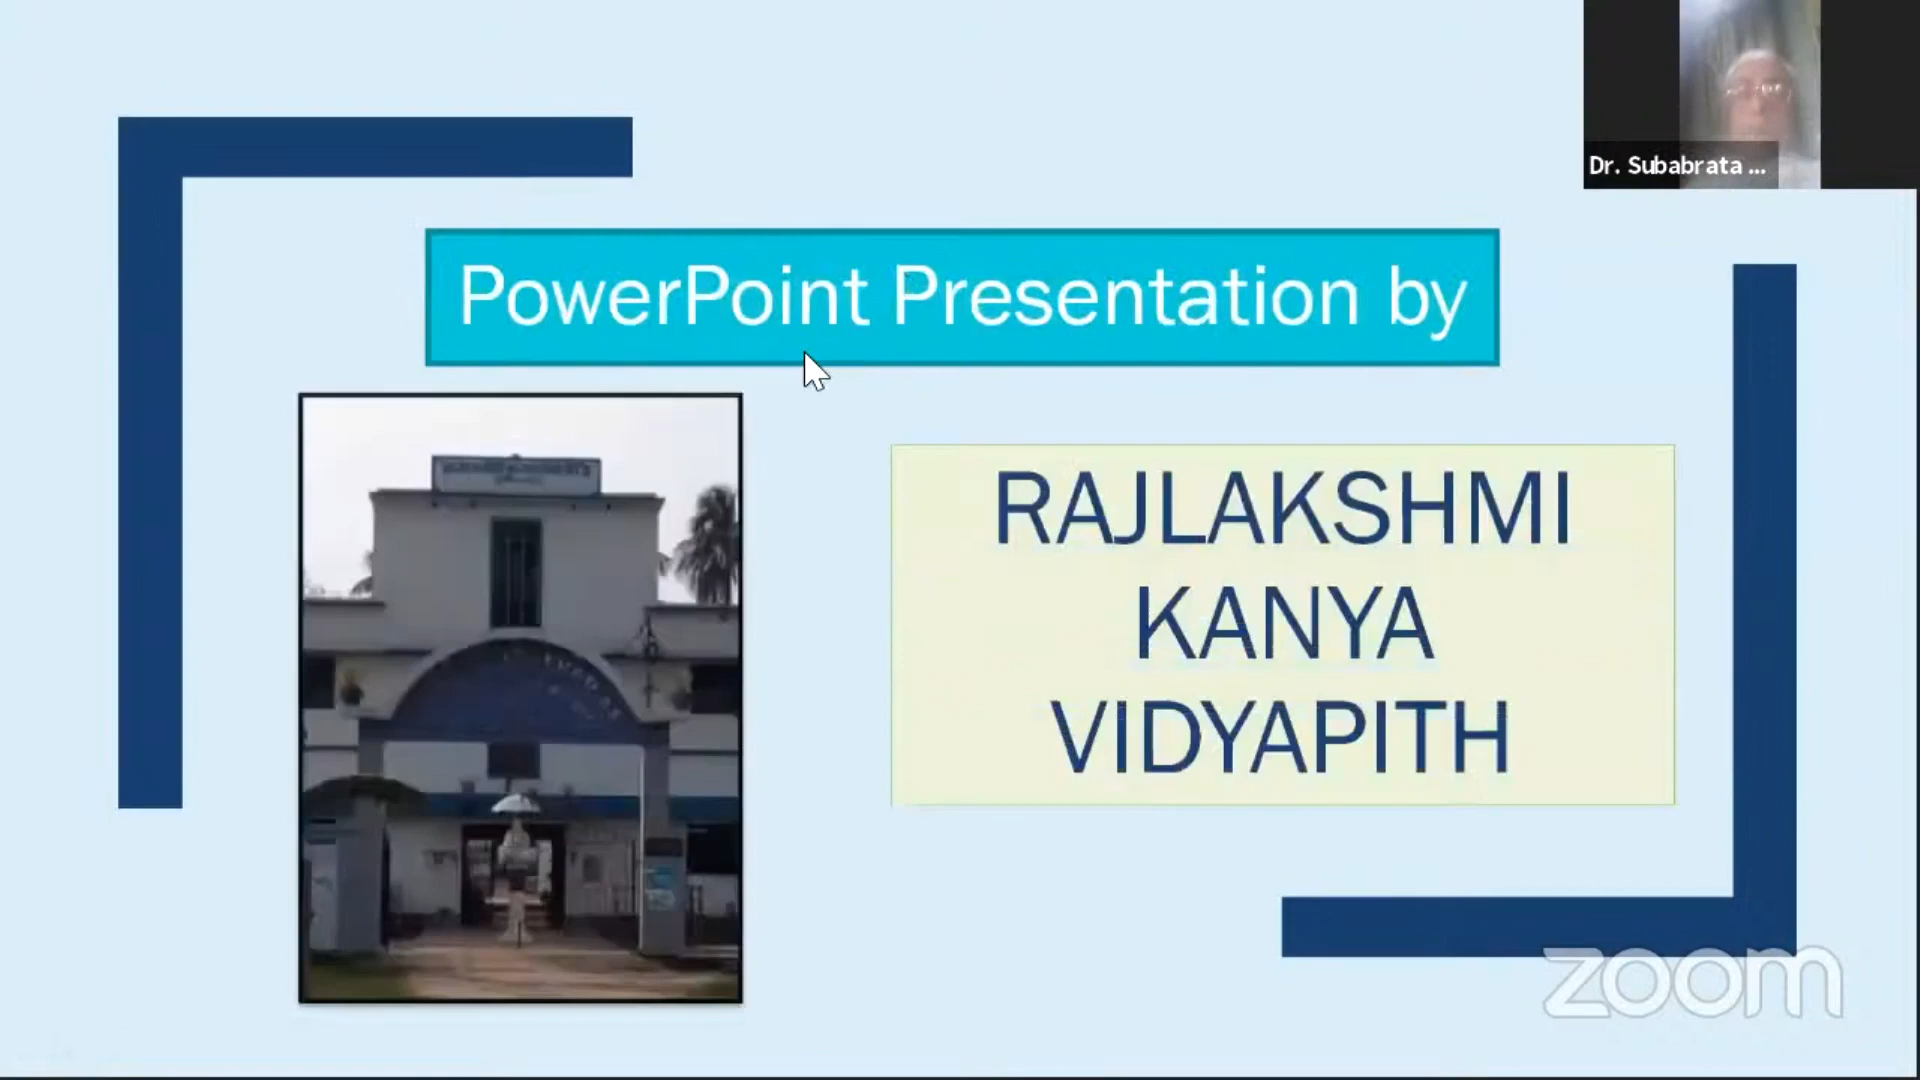 Dr. Subabrata ...
PowerPoint Presentation by
RAJLAKSHMI
KANYA
VIDYAPITH
zoom